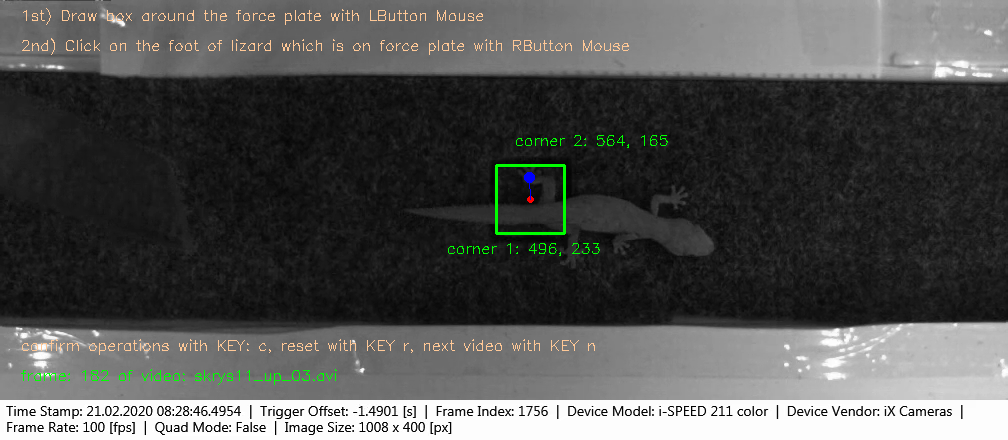 1st) Draw box around the force plate with LButton Mouse
2nd) Click on the foot of lizard which is on force plate with RButton Mouse
corner 2: 564, 165
corner 1: 496, 233
confirm operations with KEY: c, reset with KEY r, next video with KEY n
frame: 182 of video: skrys11_up_03.avi
Time Stamp: 21.02.2020 08:28:46.4954 | Trigger Offset: -1.4901 [s] | Frame Index: 1756 | Device Model: i-SPEED 211 color | Device Vendor: iX Cameras |
Frame Rate: 100 [fps] | Quad Mode: False | Image Size: 1008 x 400 [px]